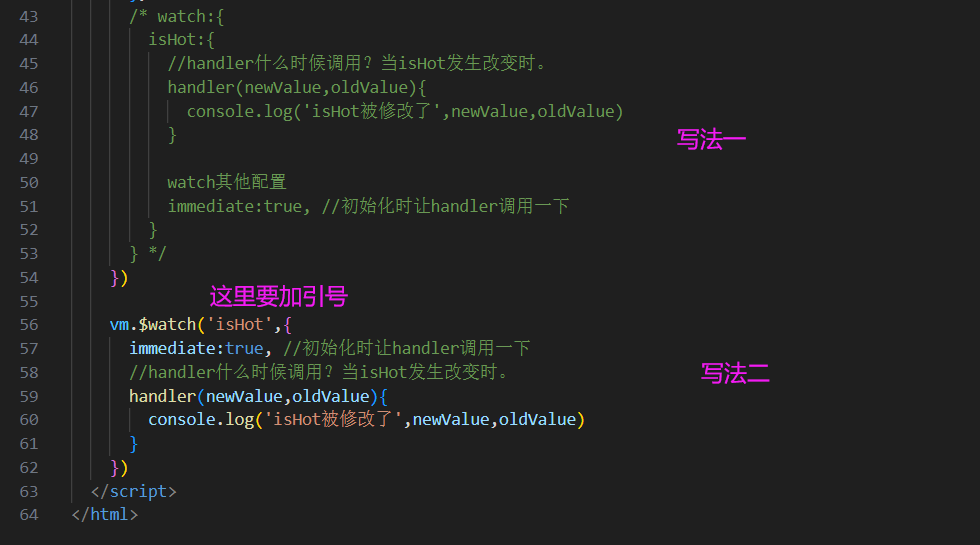 43 /* watch:{
44 isHot:{
45 //handler什么时候调用？当isHot发生改变时。
46 handler(newValue,oldValue){
47 console.log('isHot被修改了',newValue,oldValue)
48 }
写法一
49
50 watch其他配置
51 immediate:true, //初始化时让handler调用一下
52 }
53 } */
54 })
这里要加引号
55
56 vm.$watch('isHot',{
57 immediate:true, //初始化时让handler调用一下
58 //handler什么时候调用？当isHot发生改变时。
写法二
59 handler(newValue,oldValue){
60 console.log('isHot被修改了',newValue,oldValue)
61 }
62 })
63 </script>
64 </html>